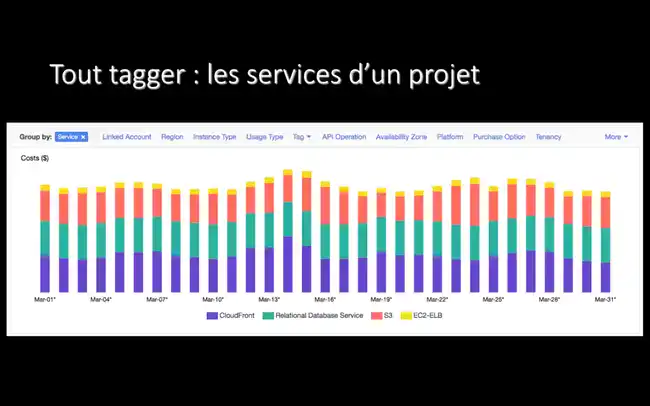 Tout tagger : les services d’un projet
Group by: Service × Linked Account Region Instance Type Usage Type Tag API Operation Availability Zone Platform Purchase Option Tenancy More
Costs ($)
Mar-01* Mar-04* Mar-07* Mar-10* Mar-13* Mar-16* Mar-19* Mar-22* Mar-25* Mar-28* Mar-31*
CloudFront Relational Database Service S3 EC2-ELB